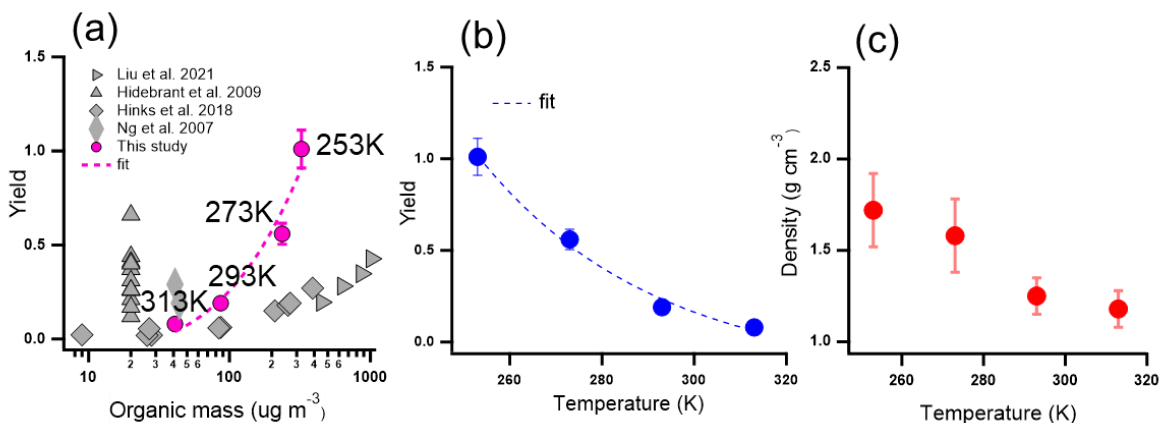 (a)
1.5
1.0
0.5
0.0
Yield
Liu et al. 2021
Hidebrant et al. 2009
Hinks et al. 2018
Ng et al. 2007
This study
fit
253K
273K
293K
313K
10 2 3 4 5 6 100 2 3 4 5 6 1000
Organic mass (ug m⁻³)
(b)
1.5
1.0
0.5
0.0
Yield
fit
260 280 300 320
Temperature (K)
(c)
2.5
2.0
1.5
1.0
Density (g cm⁻³)
260 280 300 320
Temperature (K)